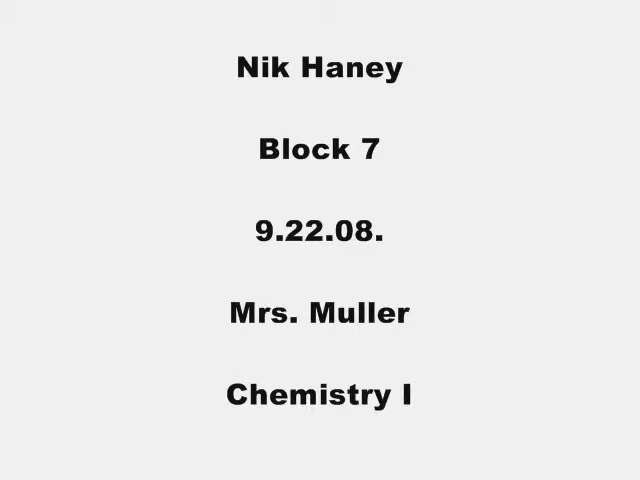 Nik Haney
Block 7
9.22.08.
Mrs. Muller
Chemistry I